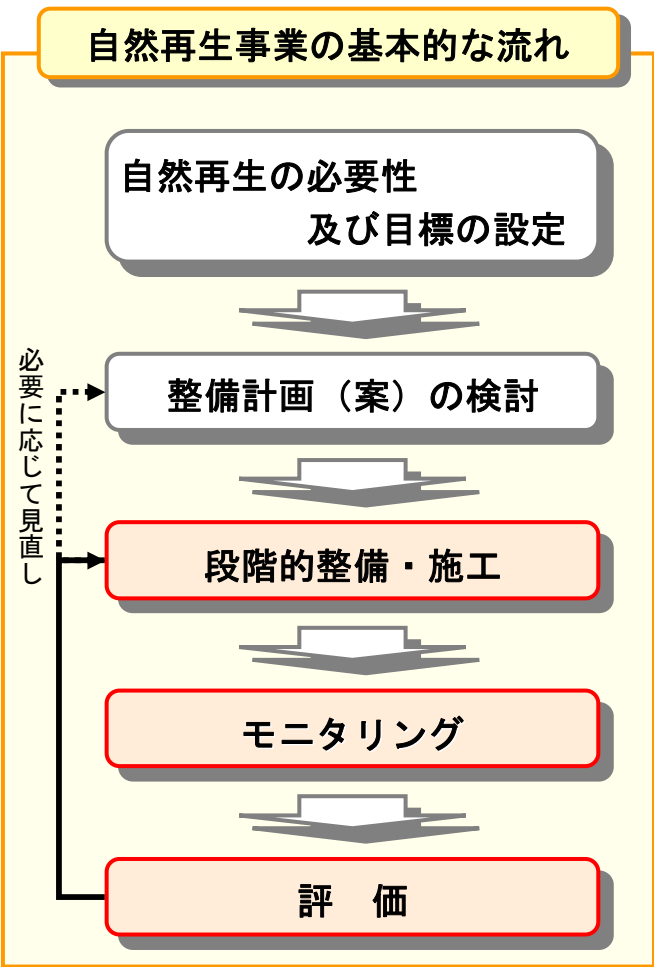 自然再生事業の基本的な流れ
自然再生の必要性
及び目標の設定
整備計画（案）の検討
必要に応じて見直し
段階的整備・施工
モニタリング
評　価